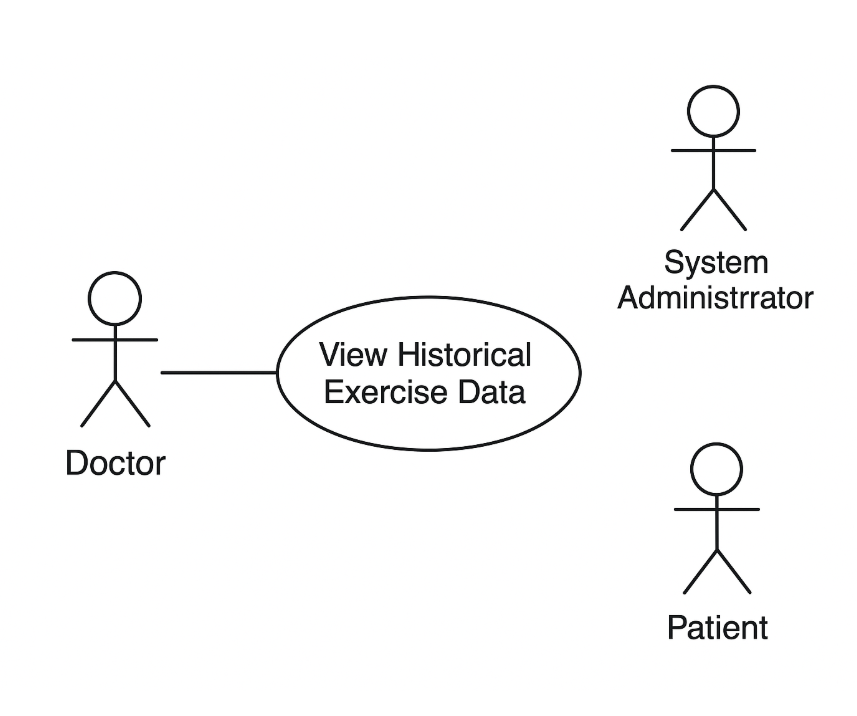 System
Administrrator
View Historical
Exercise Data
Doctor
Patient